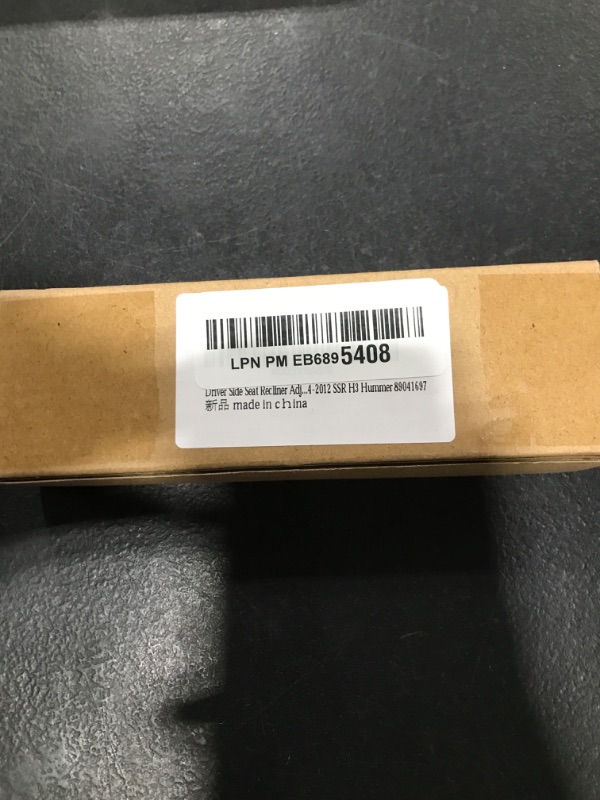 LPN PM EB6895408
Driver Side Seat Recliner Adj...4-2012 SSR H3 Hummer 89041697
新品 made in china